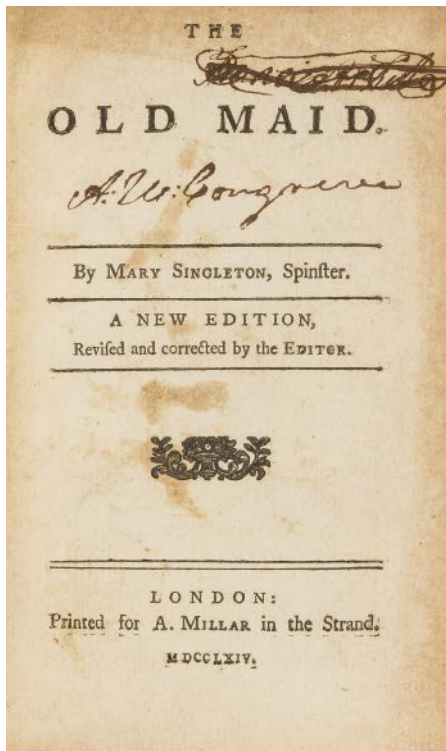 THE
OLD MAID.
A: W: Congreve
By MARY SINGLETON, Spinſter.
A NEW EDITION,
Reviſed and corrected by the EDITOR.
LONDON:
Printed for A. MILLAR in the Strand.
MDCCLXIV.